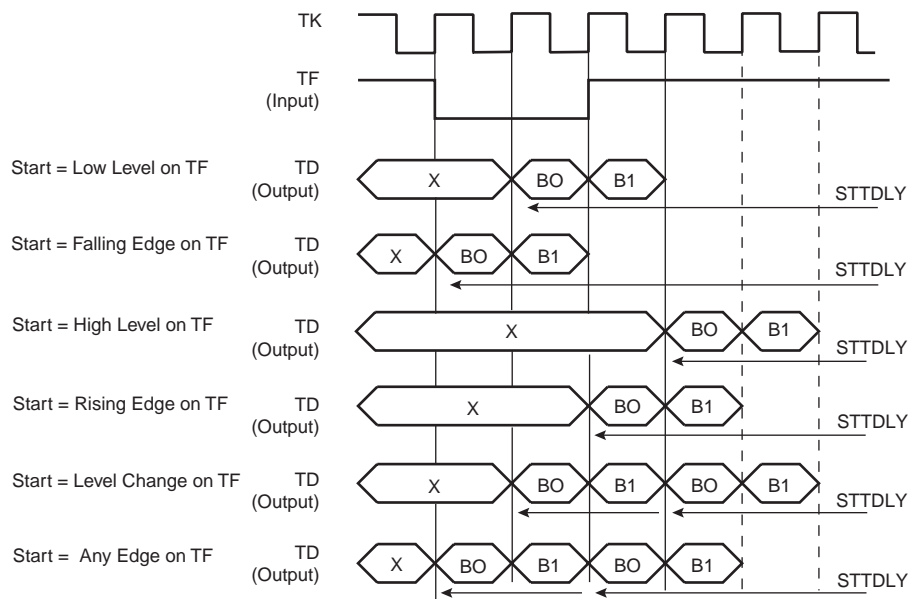 TK
TF
(Input)
Start = Low Level on TF
TD
(Output)
X
BO
B1
STTDLY
Start = Falling Edge on TF
TD
(Output)
X
BO
B1
STTDLY
Start = High Level on TF
TD
(Output)
X
BO
B1
STTDLY
Start = Rising Edge on TF
TD
(Output)
X
BO
B1
STTDLY
Start = Level Change on TF
TD
(Output)
X
BO
B1
BO
B1
STTDLY
Start = Any Edge on TF
TD
(Output)
X
BO
B1
BO
B1
STTDLY